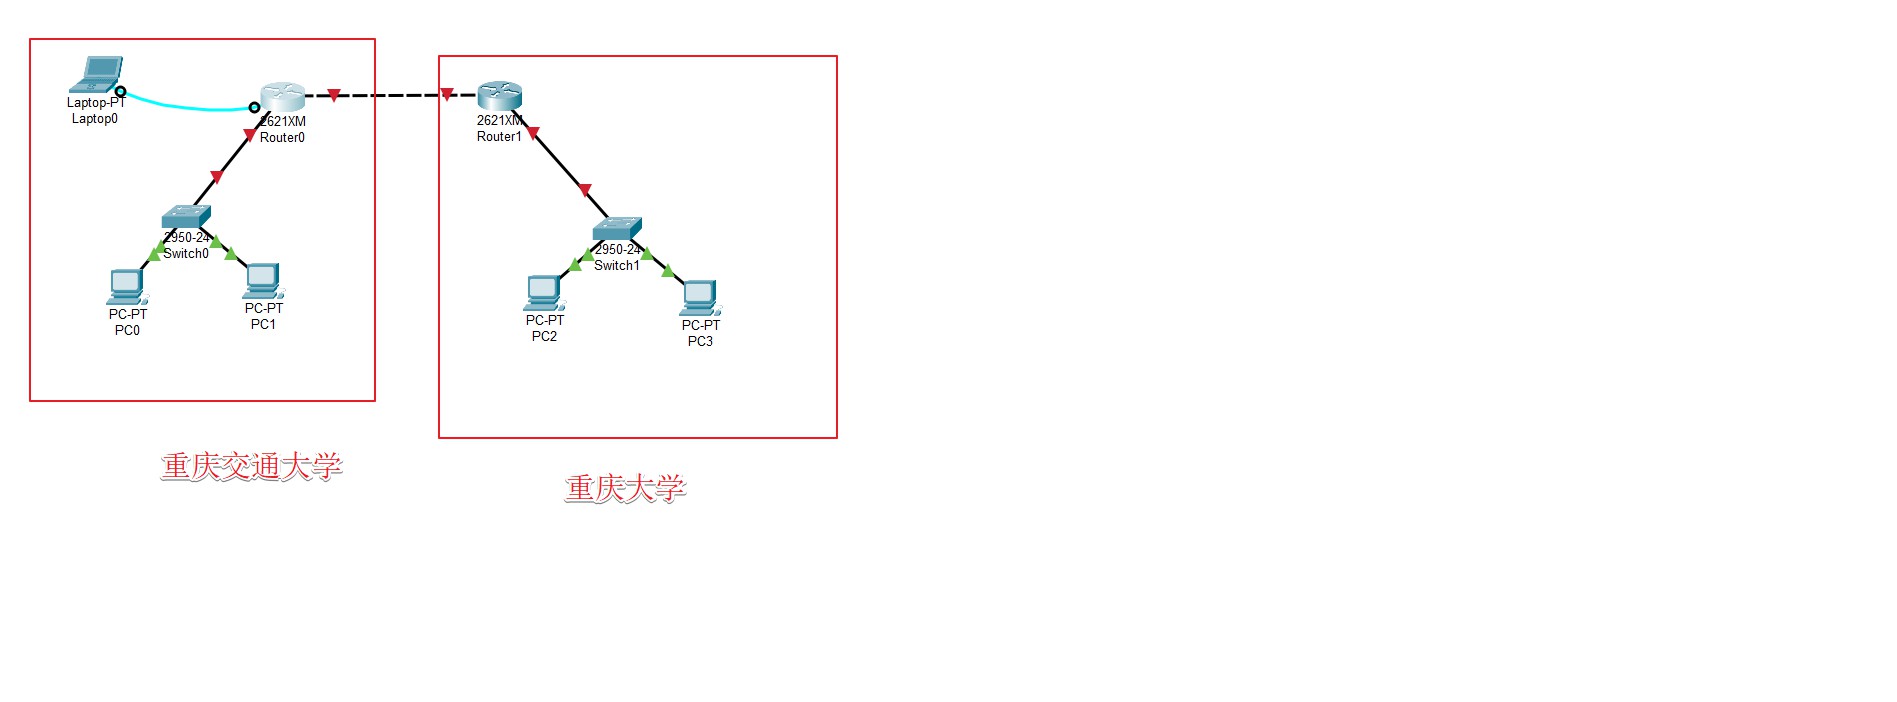 Laptop-PT
Laptop0
2621XM
Router0
2621XM
Router1
2950-24
Switch0
2950-24
Switch1
PC-PT
PC0
PC-PT
PC1
PC-PT
PC2
PC-PT
PC3
重庆交通大学
重庆大学